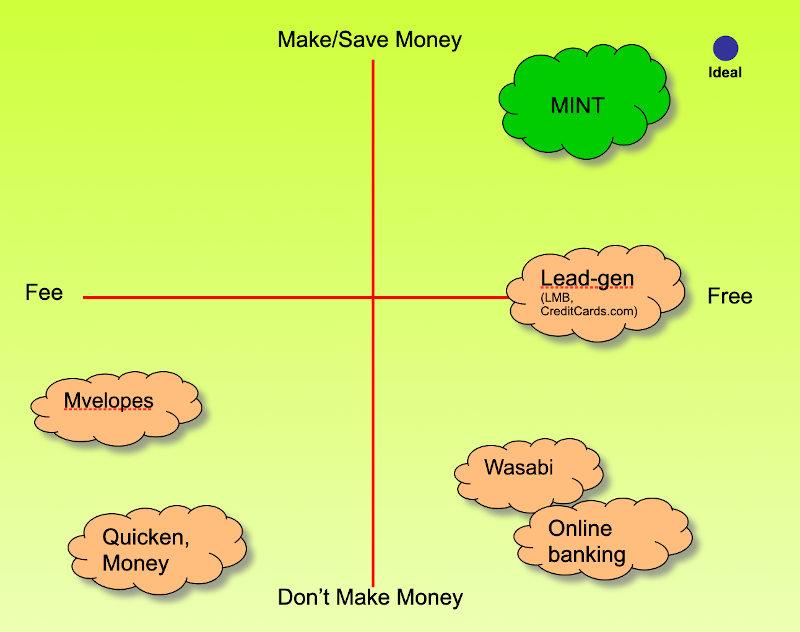 Make/Save Money
Ideal
MINT
Fee
Lead-gen
(LMB,
CreditCards.com)
Free
Mvelopes
Wasabi
Quicken,
Money
Online
banking
Don’t Make Money